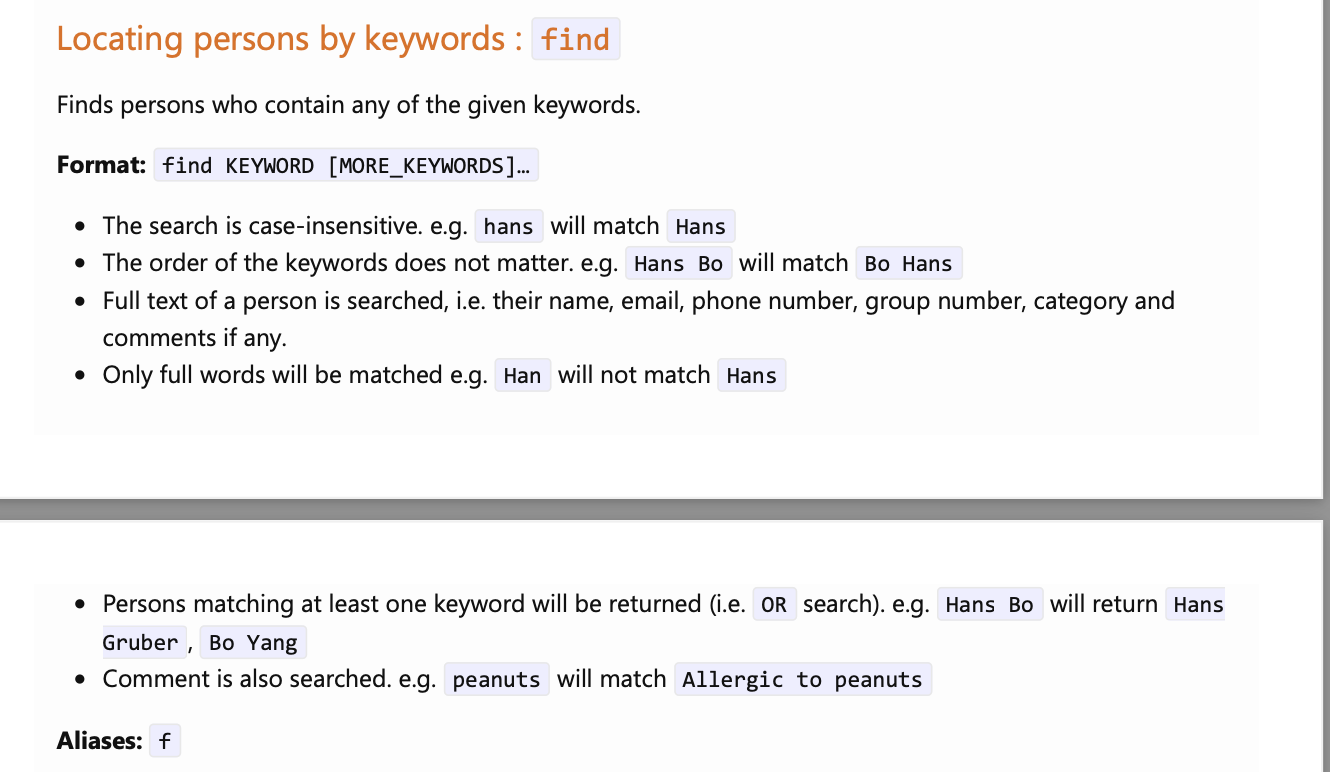 Locating persons by keywords : find
Finds persons who contain any of the given keywords.
Format: find KEYWORD [MORE_KEYWORDS]…
• The search is case-insensitive. e.g. hans will match Hans
• The order of the keywords does not matter. e.g. Hans Bo will match Bo Hans
• Full text of a person is searched, i.e. their name, email, phone number, group number, category and
comments if any.
• Only full words will be matched e.g. Han will not match Hans
• Persons matching at least one keyword will be returned (i.e. OR search). e.g. Hans Bo will return Hans
Gruber , Bo Yang
• Comment is also searched. e.g. peanuts will match Allergic to peanuts
Aliases: f